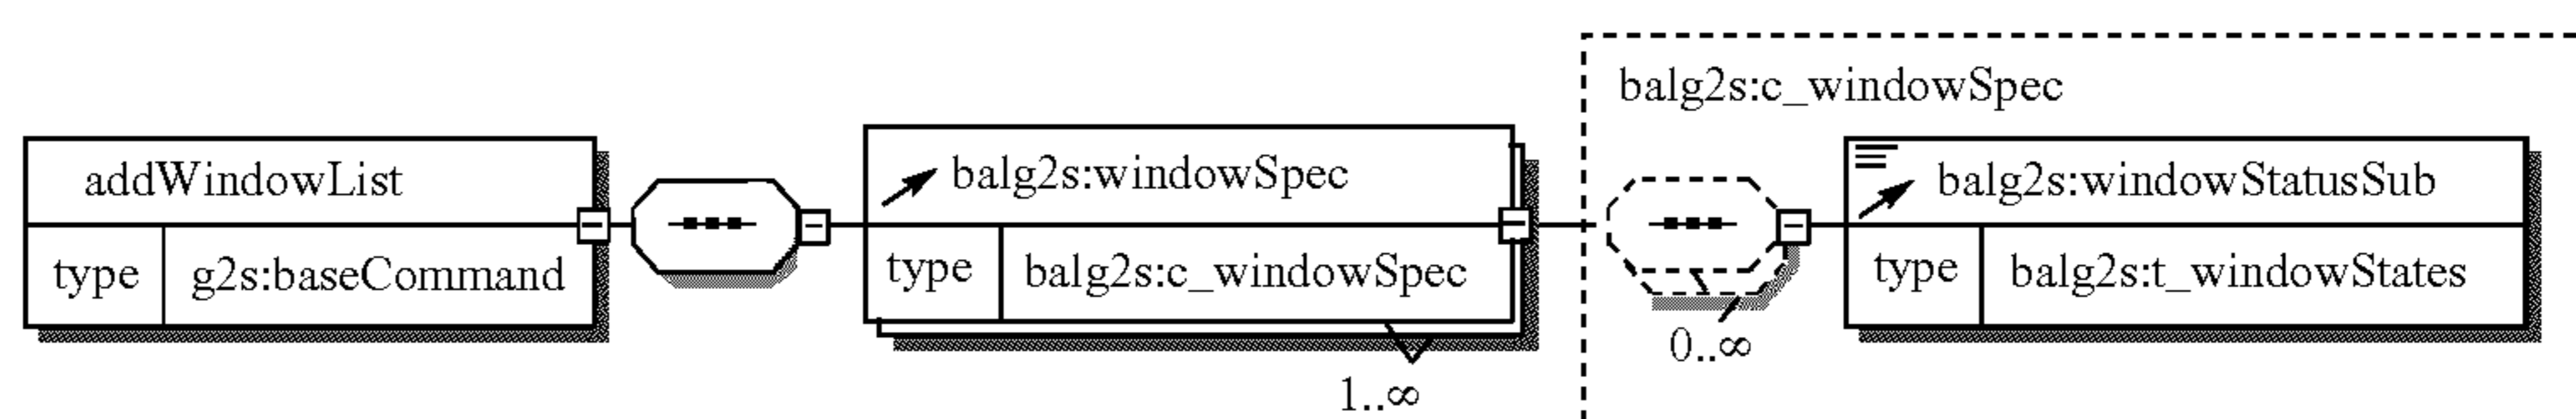 balg2s:c_windowSpec
addWindowList
type g2s:baseCommand
balg2s:windowSpec
type balg2s:c_windowSpec
1..∞
0..∞
balg2s:windowStatusSub
type balg2s:t_windowStates